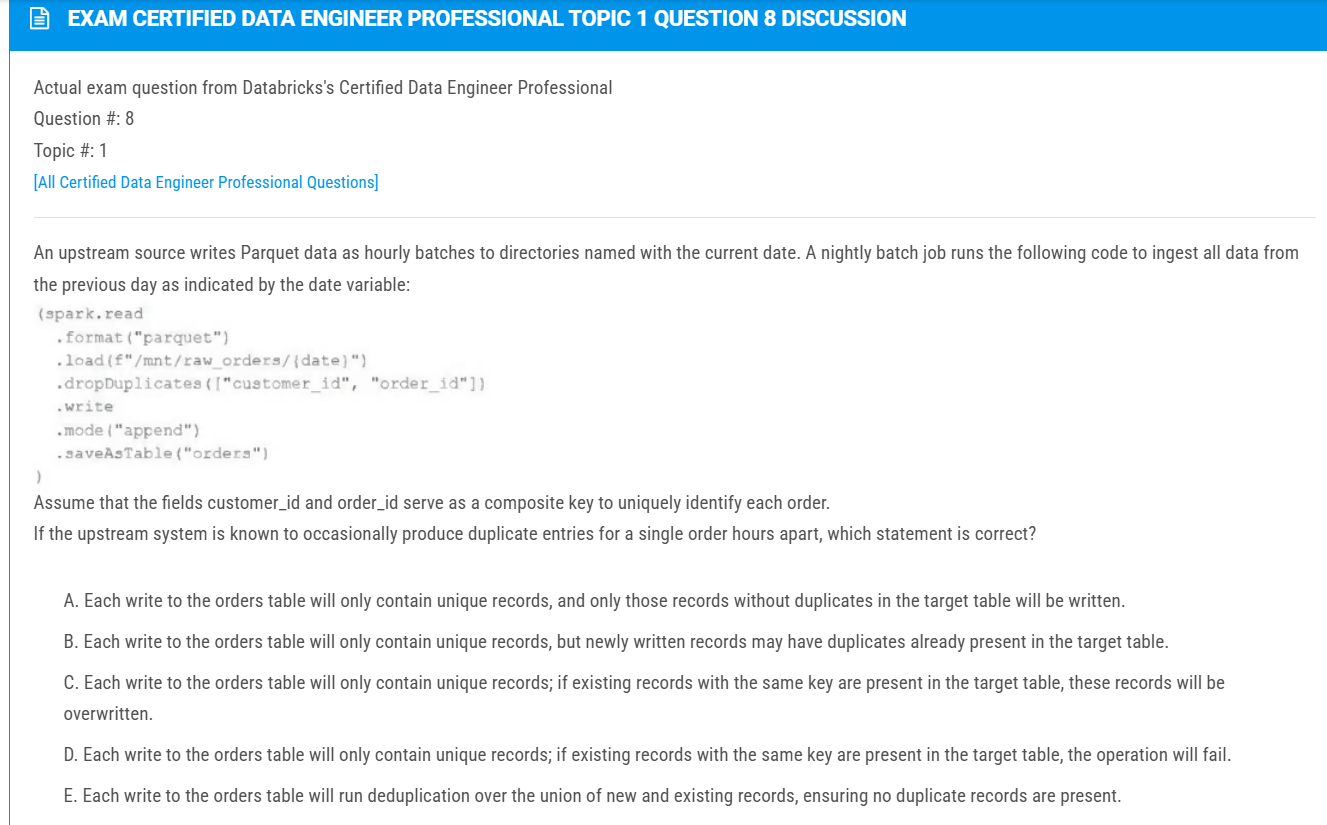 EXAM CERTIFIED DATA ENGINEER PROFESSIONAL TOPIC 1 QUESTION 8 DISCUSSION
Actual exam question from Databricks's Certified Data Engineer Professional
Question #: 8
Topic #: 1
[All Certified Data Engineer Professional Questions]
An upstream source writes Parquet data as hourly batches to directories named with the current date. A nightly batch job runs the following code to ingest all data from
the previous day as indicated by the date variable:
(spark.read
.format("parquet")
.load(f"/mnt/raw_orders/{date}")
.dropDuplicates(["customer_id", "order_id"])
.write
.mode("append")
.saveAsTable("orders")
)
Assume that the fields customer_id and order_id serve as a composite key to uniquely identify each order.
If the upstream system is known to occasionally produce duplicate entries for a single order hours apart, which statement is correct?
A. Each write to the orders table will only contain unique records, and only those records without duplicates in the target table will be written.
B. Each write to the orders table will only contain unique records, but newly written records may have duplicates already present in the target table.
C. Each write to the orders table will only contain unique records; if existing records with the same key are present in the target table, these records will be
overwritten.
D. Each write to the orders table will only contain unique records; if existing records with the same key are present in the target table, the operation will fail.
E. Each write to the orders table will run deduplication over the union of new and existing records, ensuring no duplicate records are present.